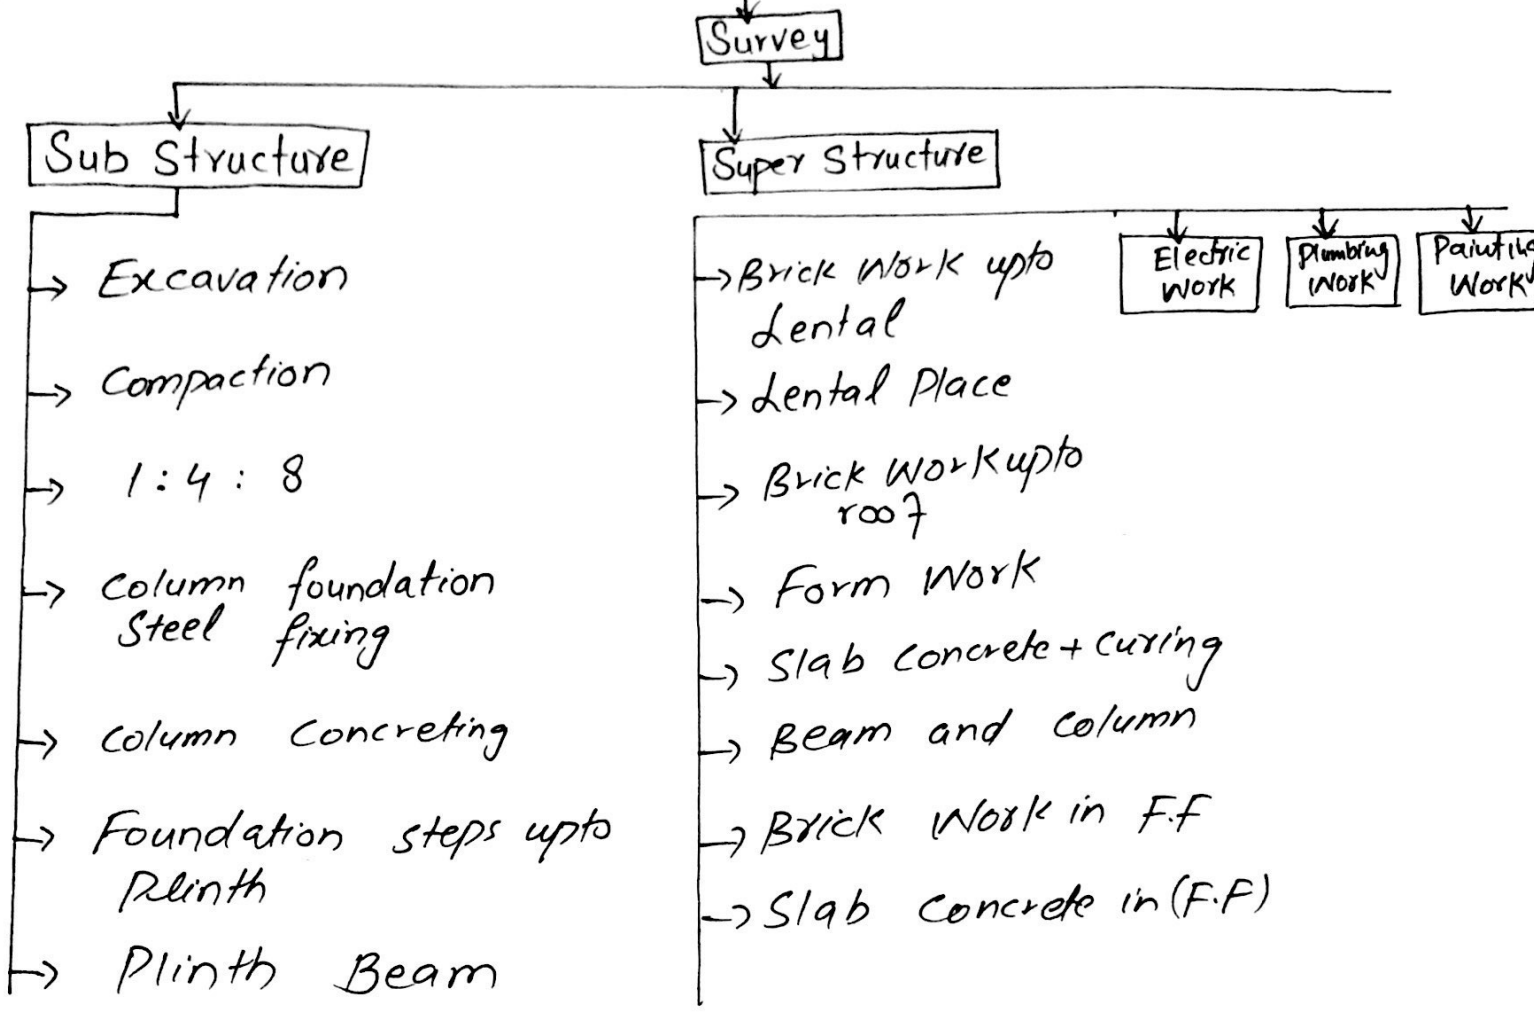 Survey
Sub Structure
Excavation
Compaction
1 : 4 : 8
Column foundation
Steel fixing
Column Concreting
Foundation steps upto
Plinth
Plinth Beam
Super Structure
Brick Work upto
Lental
Lental Place
Brick Work upto
roof
Form Work
Slab Concrete + Curing
Beam and Column
Brick Work in F.F
Slab Concrete in (F.F)
Electric
Work
Plumbing
Work
Painting
Work